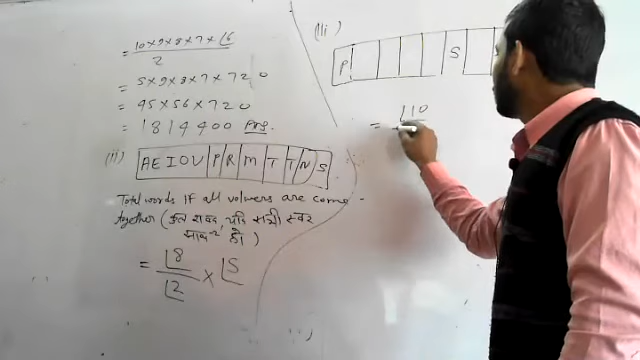 = 10×9×8×7×⌊6 / 2
= 5×9×8×7×720
= 45×56×720
= 1814400 Ans.
(ii) AEIOU P R M T T N S
Total words If all volwers are come
together (कुल शब्द, यदि सभी स्वर
साथ हो)
= ⌊8 / ⌊2 × ⌊5
(iii)
P S
= ⌊10